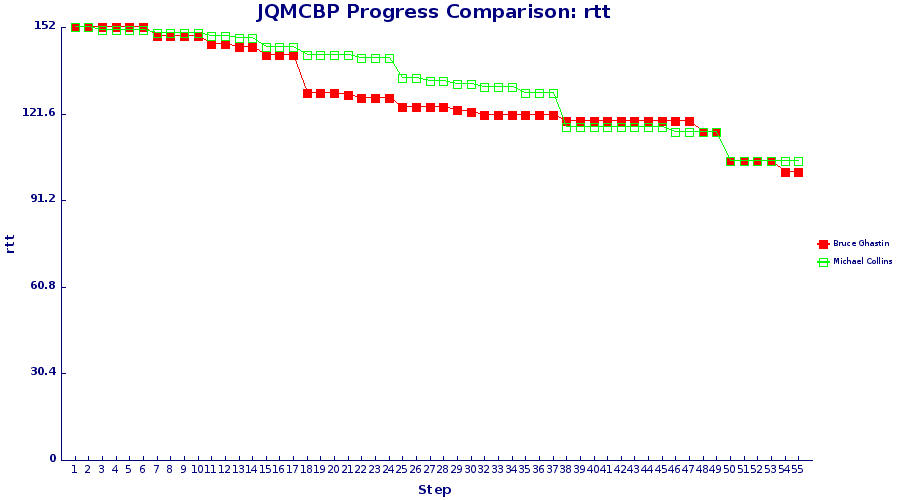 JQMCBP Progress Comparison: rtt
152
121.6
91.2
60.8
30.4
0
rtt
Bruce Ghastin
Michael Collins
1 2 3 4 5 6 7 8 9 10 11 12 13 14 15 16 17 18 19 20 21 22 23 24 25 26 27 28 29 30 32 33 34 35 36 37 38 39 40 41 42 43 44 45 46 47 48 49 50 51 52 53 54 55
Step